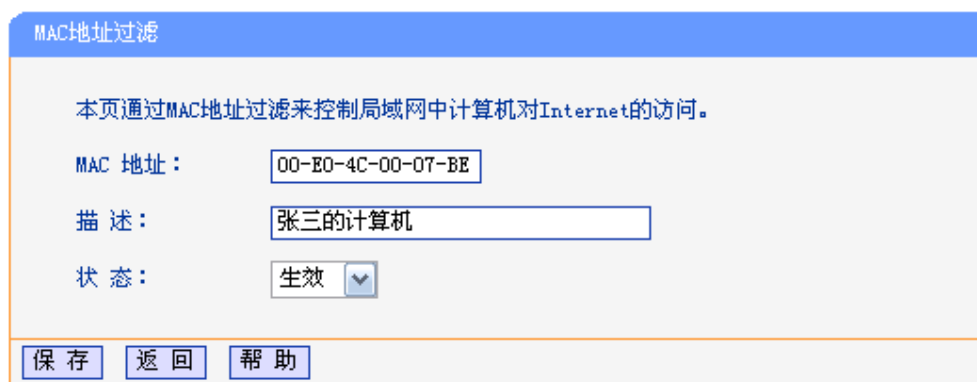 MAC地址过滤
本页通过MAC地址过滤来控制局域网中计算机对Internet的访问。
MAC 地址： 00-E0-4C-00-07-BE
描 述： 张三的计算机
状 态： 生效
保 存 返 回 帮 助